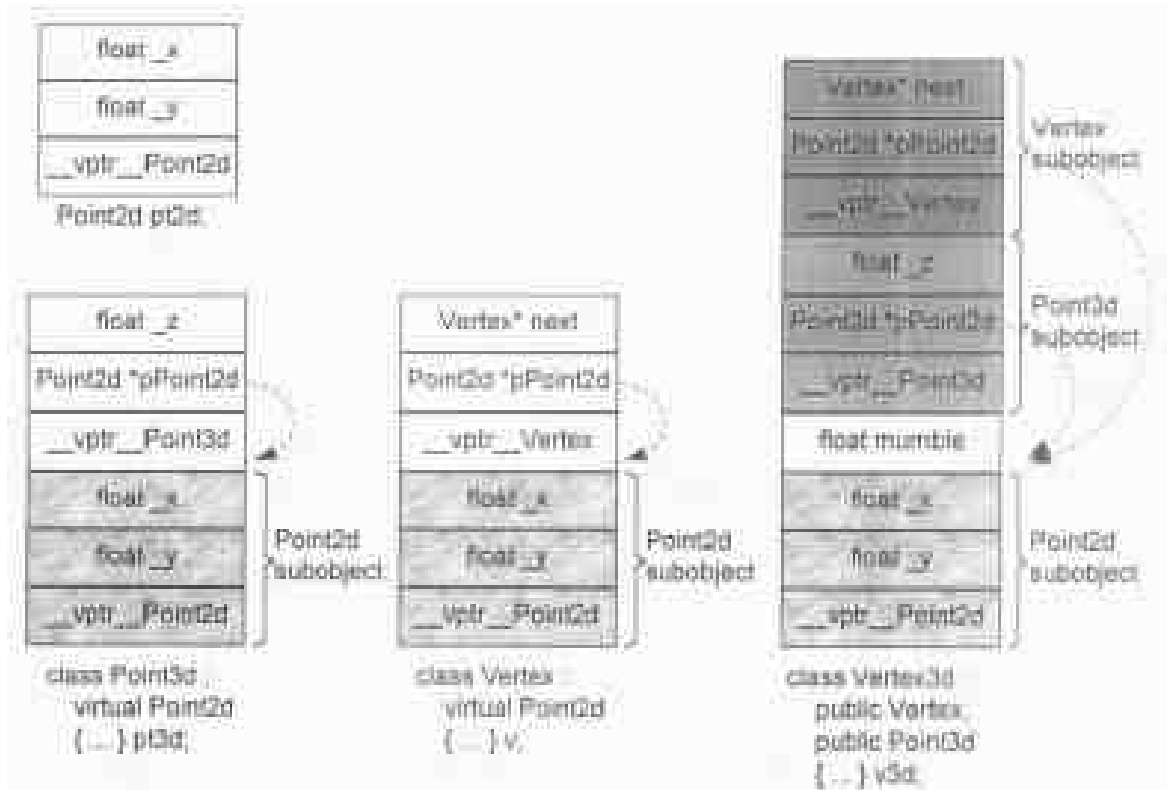 float _x
float _y
__vptr__Point2d
Point2d pt2d;
float _z
Point2d *pPoint2d
__vptr__Point3d
float _x
float _y
__vptr__Point2d
Point2d
subobject
class Point3d :
virtual Point2d
{ ... } pt3d;
Vertex* next
Point2d *pPoint2d
__vptr__Vertex
float _x
float _y
__vptr__Point2d
Point2d
subobject
class Vertex :
virtual Point2d
{ ... } v;
Vertex* next
Point2d *pPoint2d
__vptr__Vertex
Vertex
subobject
float _z
Point2d *pPoint2d
__vptr__Point3d
Point3d
subobject
float mumble
float _x
float _y
__vptr__Point2d
Point2d
subobject
class Vertex3d :
public Vertex,
public Point3d
{ ... } v3d;